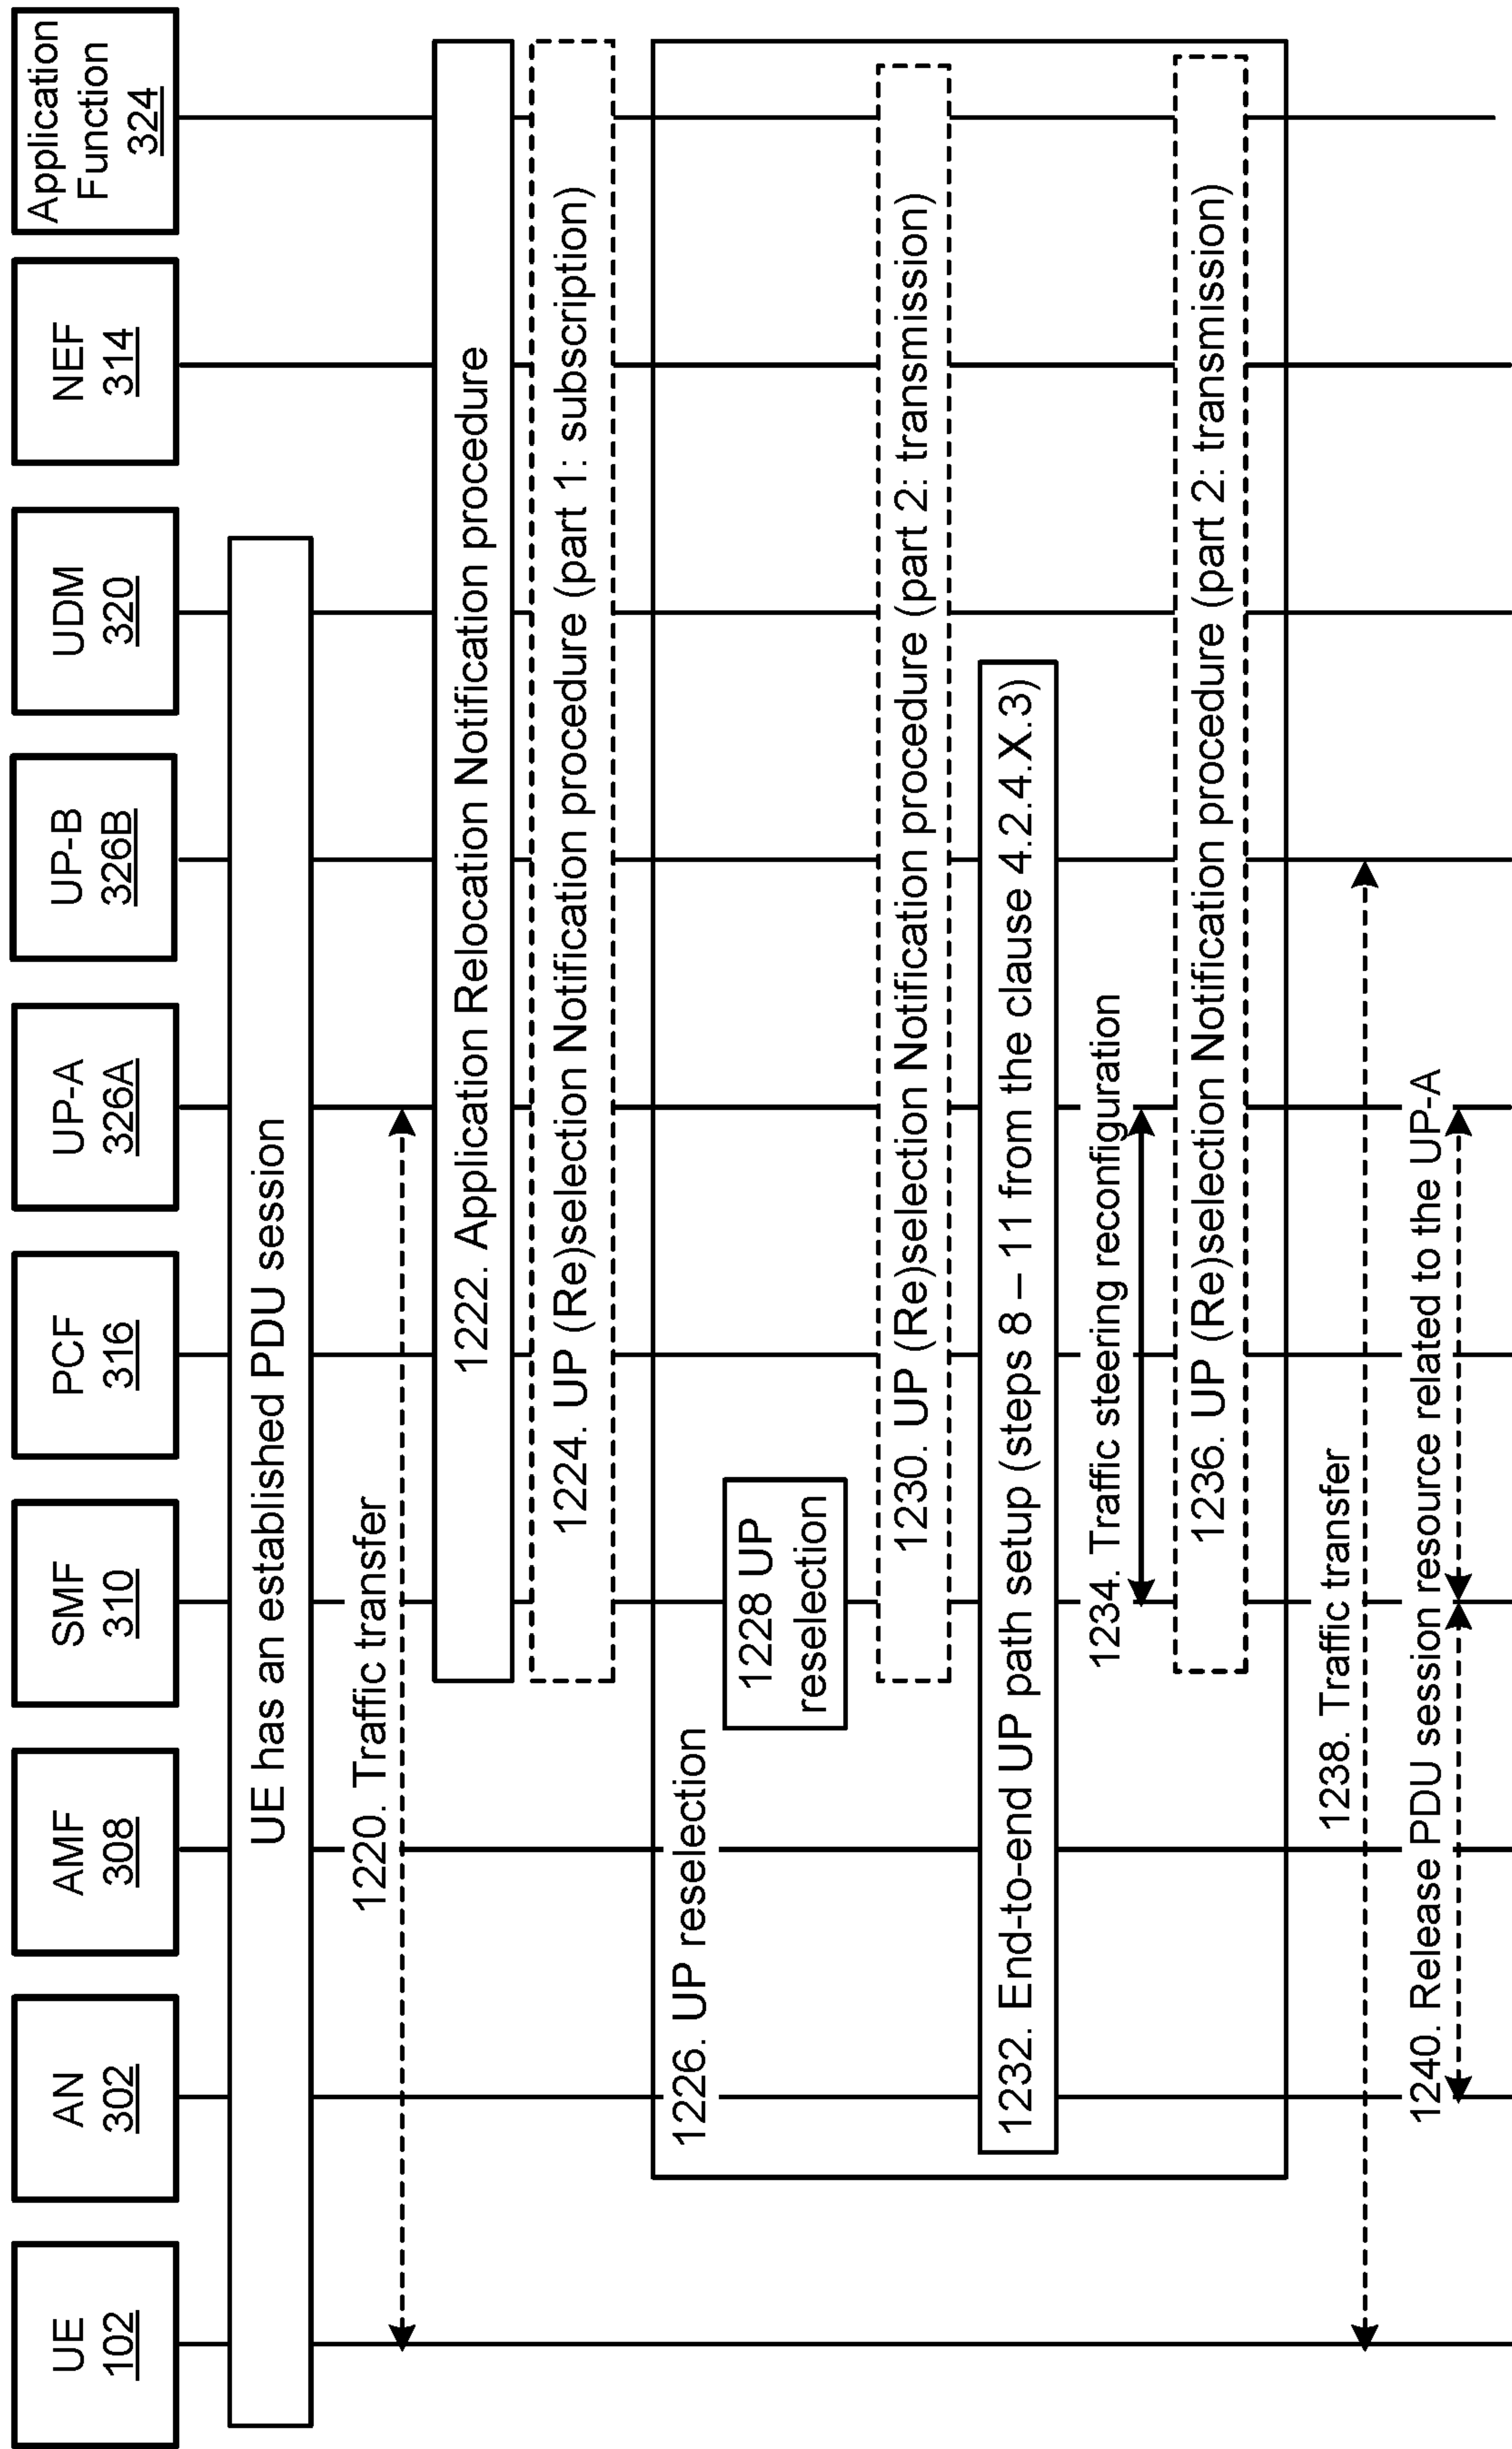 UE
102
AN
302
AMF
308
SMF
310
PCF
316
UP-A
326A
UP-B
326B
UDM
320
NEF
314
Application
Function
324
UE has an established PDU session
1220. Traffic transfer
1222. Application Relocation Notification procedure
1224. UP (Re)selection Notification procedure (part 1: subscription)
1226. UP reselection
1228 UP
reselection
1230. UP (Re)selection Notification procedure (part 2: transmission)
1232. End-to-end UP path setup (steps 8 – 11 from the clause 4.2.4.X.3)
1234. Traffic steering reconfiguration
1236. UP (Re)selection Notification procedure (part 2: transmission)
1238. Traffic transfer
1240. Release PDU session resource related to the UP-A